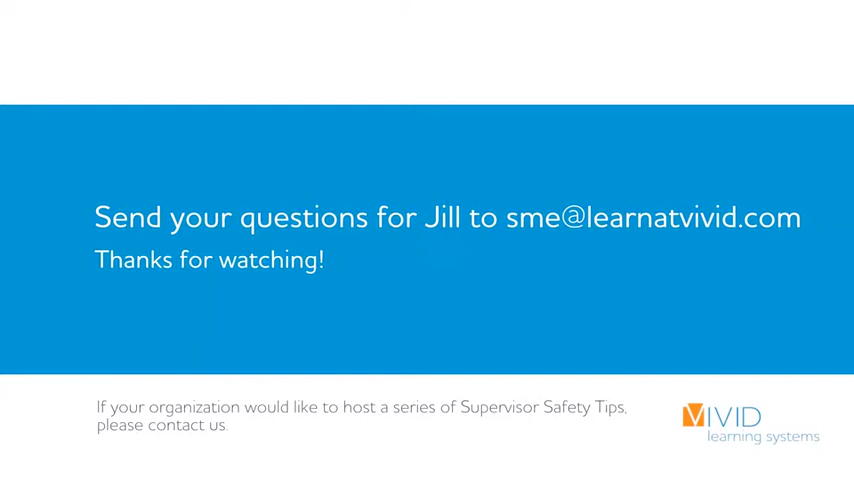 Send your questions for Jill to sme@learnatvivid.com
Thanks for watching!
If your organization would like to host a series of Supervisor Safety Tips,
please contact us.
VIVID
learning systems